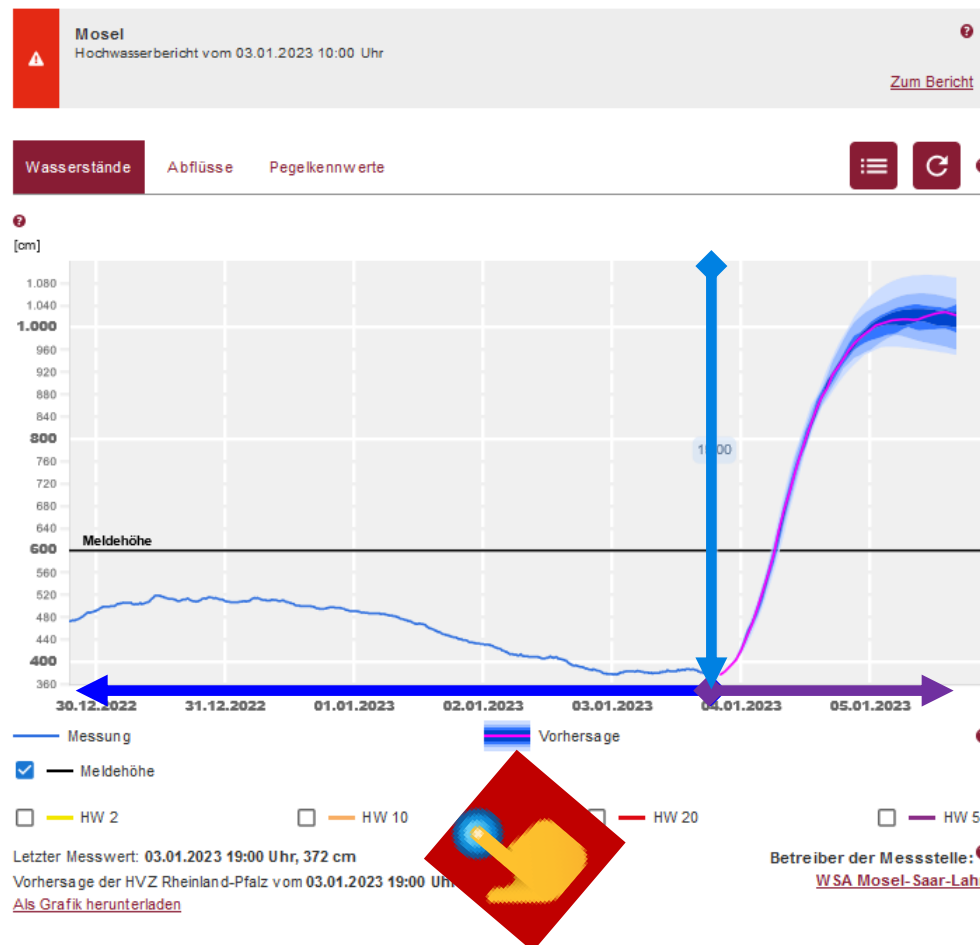 Mosel
Hochwasserbericht vom 03.01.2023 10:00 Uhr
Zum Bericht
Wasserstände Abflüsse Pegelkennwerte
[cm]
1.080
1.040
1.000
960
920
880
840
800
760
720
680
640
600
560
520
480
440
400
360
Meldehöhe
30.12.2022 31.12.2022 01.01.2023 02.01.2023 03.01.2023 04.01.2023 05.01.2023
Messung Vorhersage
Meldehöhe
HW 2 HW 10 HW 20 HW 5
Letzter Messwert: 03.01.2023 19:00 Uhr, 372 cm
Betreiber der Messstelle:
Vorhersage der HVZ Rheinland-Pfalz vom 03.01.2023 19:00
WSA Mosel-Saar-Lah
Als Grafik herunterladen